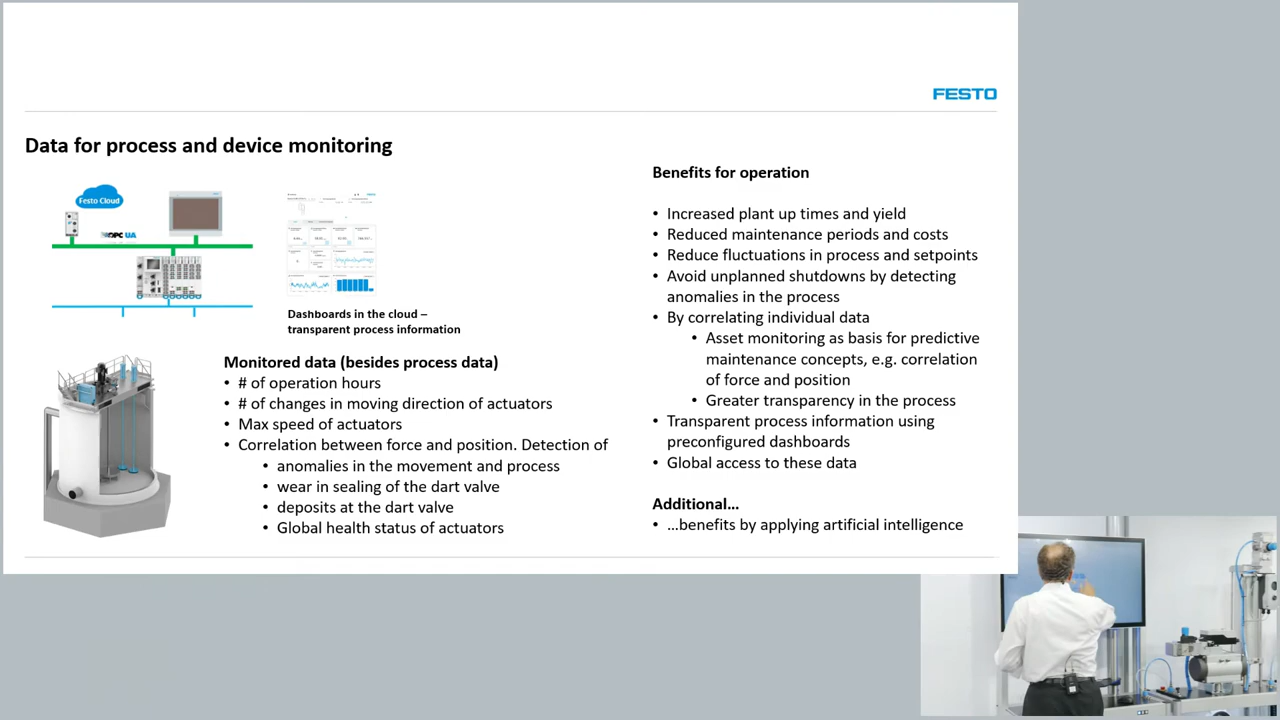 FESTO
Data for process and device monitoring
Festo Cloud
OPC UA
Dashboards in the cloud –
transparent process information
Monitored data (besides process data)
• # of operation hours
• # of changes in moving direction of actuators
• Max speed of actuators
• Correlation between force and position. Detection of
• anomalies in the movement and process
• wear in sealing of the dart valve
• deposits at the dart valve
• Global health status of actuators
Benefits for operation
• Increased plant up times and yield
• Reduced maintenance periods and costs
• Reduce fluctuations in process and setpoints
• Avoid unplanned shutdowns by detecting
anomalies in the process
• By correlating individual data
• Asset monitoring as basis for predictive
maintenance concepts, e.g. correlation
of force and position
• Greater transparency in the process
• Transparent process information using
preconfigured dashboards
• Global access to these data
Additional...
• ...benefits by applying artificial intelligence